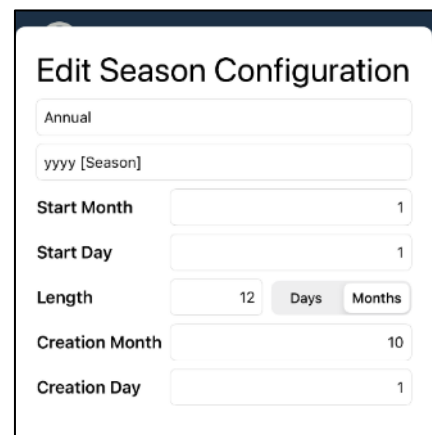 Edit Season Configuration
Annual
yyyy [Season]
Start Month 1
Start Day 1
Length 12 Days Months
Creation Month 10
Creation Day 1